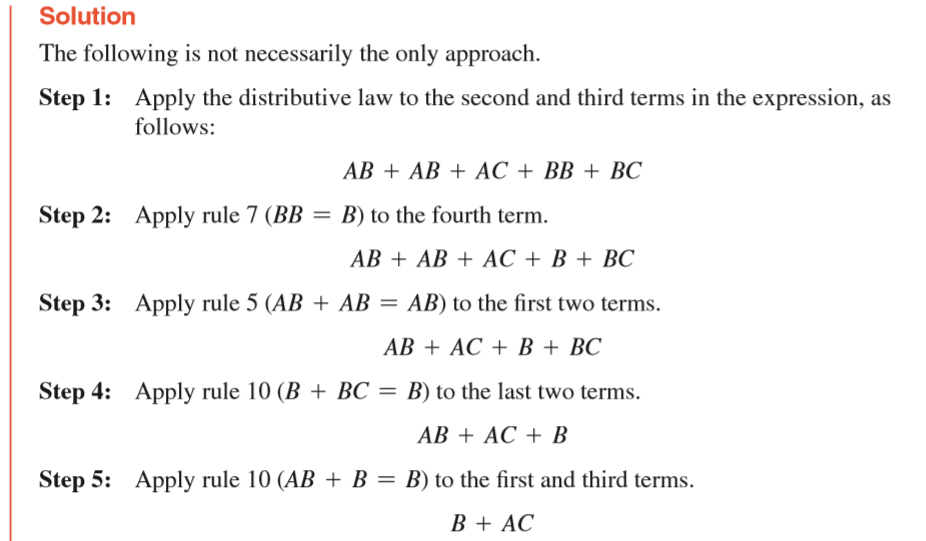 Solution
The following is not necessarily the only approach.
Step 1: Apply the distributive law to the second and third terms in the expression, as
follows:
AB + AB + AC + BB + BC
Step 2: Apply rule 7 (BB = B) to the fourth term.
AB + AB + AC + B + BC
Step 3: Apply rule 5 (AB + AB = AB) to the first two terms.
AB + AC + B + BC
Step 4: Apply rule 10 (B + BC = B) to the last two terms.
AB + AC + B
Step 5: Apply rule 10 (AB + B = B) to the first and third terms.
B + AC